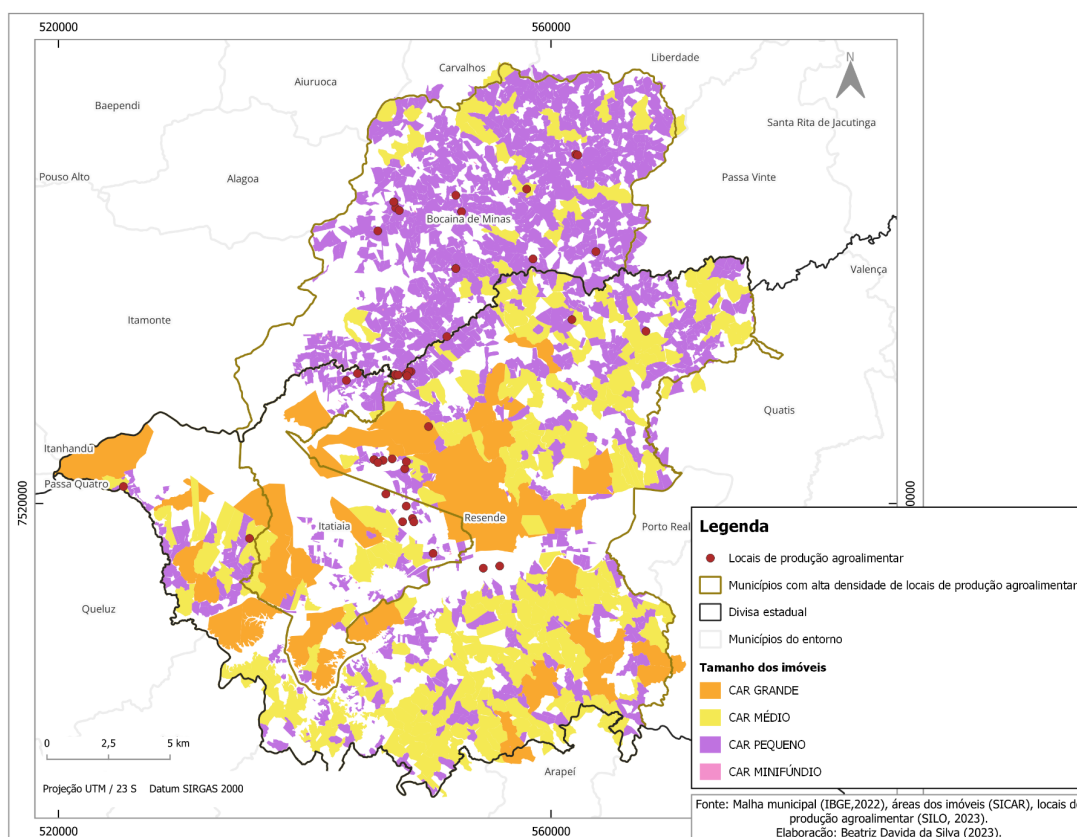 520000
560000
N
Liberdade
Carvalhos
Aiuruoca
Baependi
Santa Rita de Jacutinga
Pouso Alto
Alagoa
Passa Vinte
Bocaina de Minas
Valença
Itamonte
Quatis
Itanhandú
Passa Quatro
7520000
Itatiaia
Resende
Porto Real
Queluz
Arapeí
0 2,5 5 km
Projeção UTM / 23 S Datum SIRGAS 2000
520000
560000
Legenda
Locais de produção agroalimentar
Municípios com alta densidade de locais de produção agroalimentar
Divisa estadual
Municípios do entorno
Tamanho dos imóveis
CAR GRANDE
CAR MÉDIO
CAR PEQUENO
CAR MINIFÚNDIO
Fonte: Malha municipal (IBGE,2022), áreas dos imóveis (SICAR), locais de
produção agroalimentar (SILO, 2023).
Elaboração: Beatriz Davida da Silva (2023).